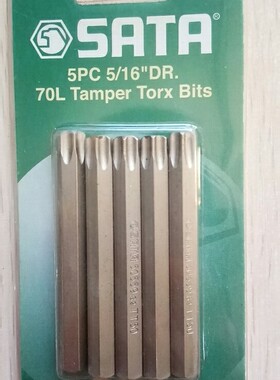 SATA
5PC 5/16"DR.
70L Tamper Torx Bits